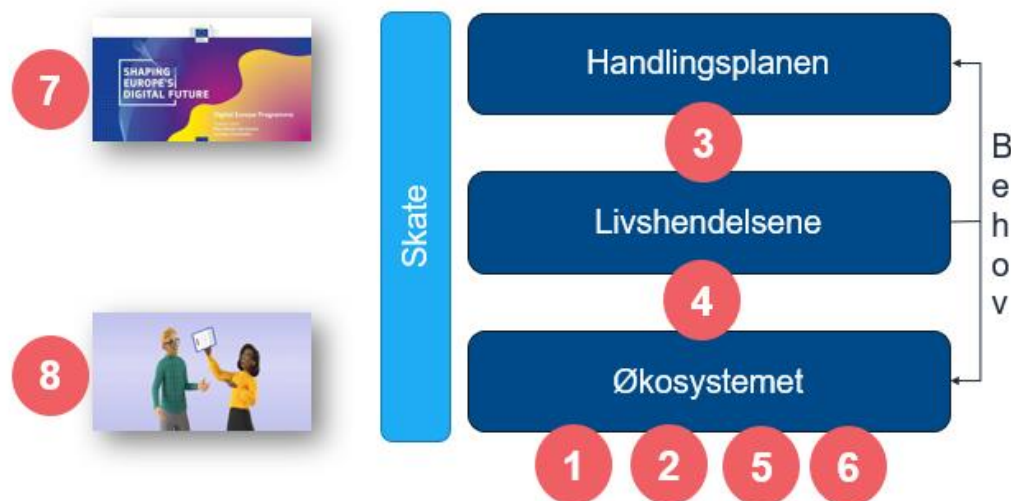 7
SHAPING
EUROPE'S
DIGITAL FUTURE
Digital Europe Programme
8
Skate
Handlingsplanen
3
Livshendelsene
4
Økosystemet
1 2 5 6
Behov